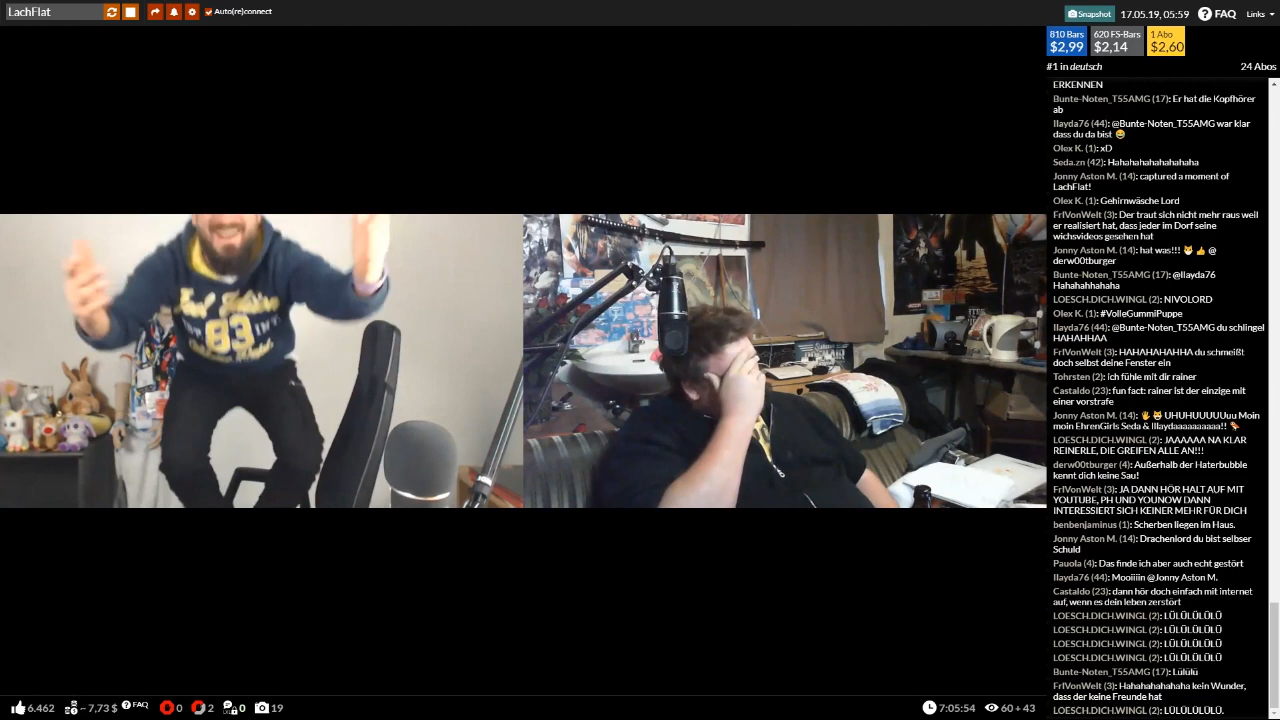 LachFlat
Auto(re)connect
Snapshot
17.05.19, 05:59
FAQ
Links
810 Bars
$2,99
620 FS-Bars
$2,14
1 Abo
$2,60
#1 in deutsch
24 Abos
ERKENNEN
Bunte-Noten_T55AMG (17): Er hat die Kopfhörer
ab
Ilayda76 (44): @Bunte-Noten_T55AMG war klar
dass du da bist 😂
Olex K. (1): xD
Seda.zn (42): Hahahahahahahaha
Jonny Aston M. (14): captured a moment of
LachFlat!
Olex K. (1): Gehirnwäsche Lord
FrIVonWelt (3): Der traut sich nicht mehr raus weil
er realisiert hat, dass jeder im Dorf seine
wichsvideos gesehen hat
Jonny Aston M. (14): hat was!!! 😼 👍 @
derw00tburger
Bunte-Noten_T55AMG (17): @Ilayda76
Hahahahhahaha
LOESCH.DICH.WINGL (2): NIVOLORD
Olex K. (1): #VolleGummiPuppe
Ilayda76 (44): @Bunte-Noten_T55AMG du schlingel
HAHAHHAA
FrIVonWelt (3): HAHAHAHAHHA du schmeißt
doch selbst deine Fenster ein
Tohrsten (2): ich fühle mit dir rainer
Castaldo (23): fun fact: rainer ist der einzige mit
einer vorstrafe
Jonny Aston M. (14): 🖐 😼 UHUHUUUUUuu Moin
moin EhrenGirls Seda & Illaydaaaaaaaaa!! 
LOESCH.DICH.WINGL (2): JAAAAAA NA KLAR
REINERLE, DIE GREIFEN ALLE AN!!!
derw00tburger (4): Außerhalb der Haterbubble
kennt dich keine Sau!
FrIVonWelt (3): JA DANN HÖR HALT AUF MIT
YOUTUBE, PH UND YOUNOW DANN
INTERESSIERT SICH KEINER MEHR FÜR DICH
benbenjaminus (1): Scherben liegen im Haus.
Jonny Aston M. (14): Drachenlord du bist selbser
Schuld
Pauola (4): Das finde ich aber auch echt gestört
Ilayda76 (44): Mooiiiin @Jonny Aston M.
Castaldo (23): dann hör doch einfach mit internet
auf, wenn es dein leben zerstört
LOESCH.DICH.WINGL (2): LÜLÜLÜLÜLÜ
LOESCH.DICH.WINGL (2): LÜLÜLÜLÜLÜ
LOESCH.DICH.WINGL (2): LÜLÜLÜLÜLÜ
LOESCH.DICH.WINGL (2): LÜLÜLÜLÜLÜ
Bunte-Noten_T55AMG (17): Lülülü
FrIVonWelt (3): Hahahahahahaha kein Wunder,
dass der keine Freunde hat
LOESCH.DICH.WINGL (2): LÜLÜLÜLÜLÜ.
83
6.462
~ 7,73 $
FAQ
0
2
0
19
7:05:54
60 + 43